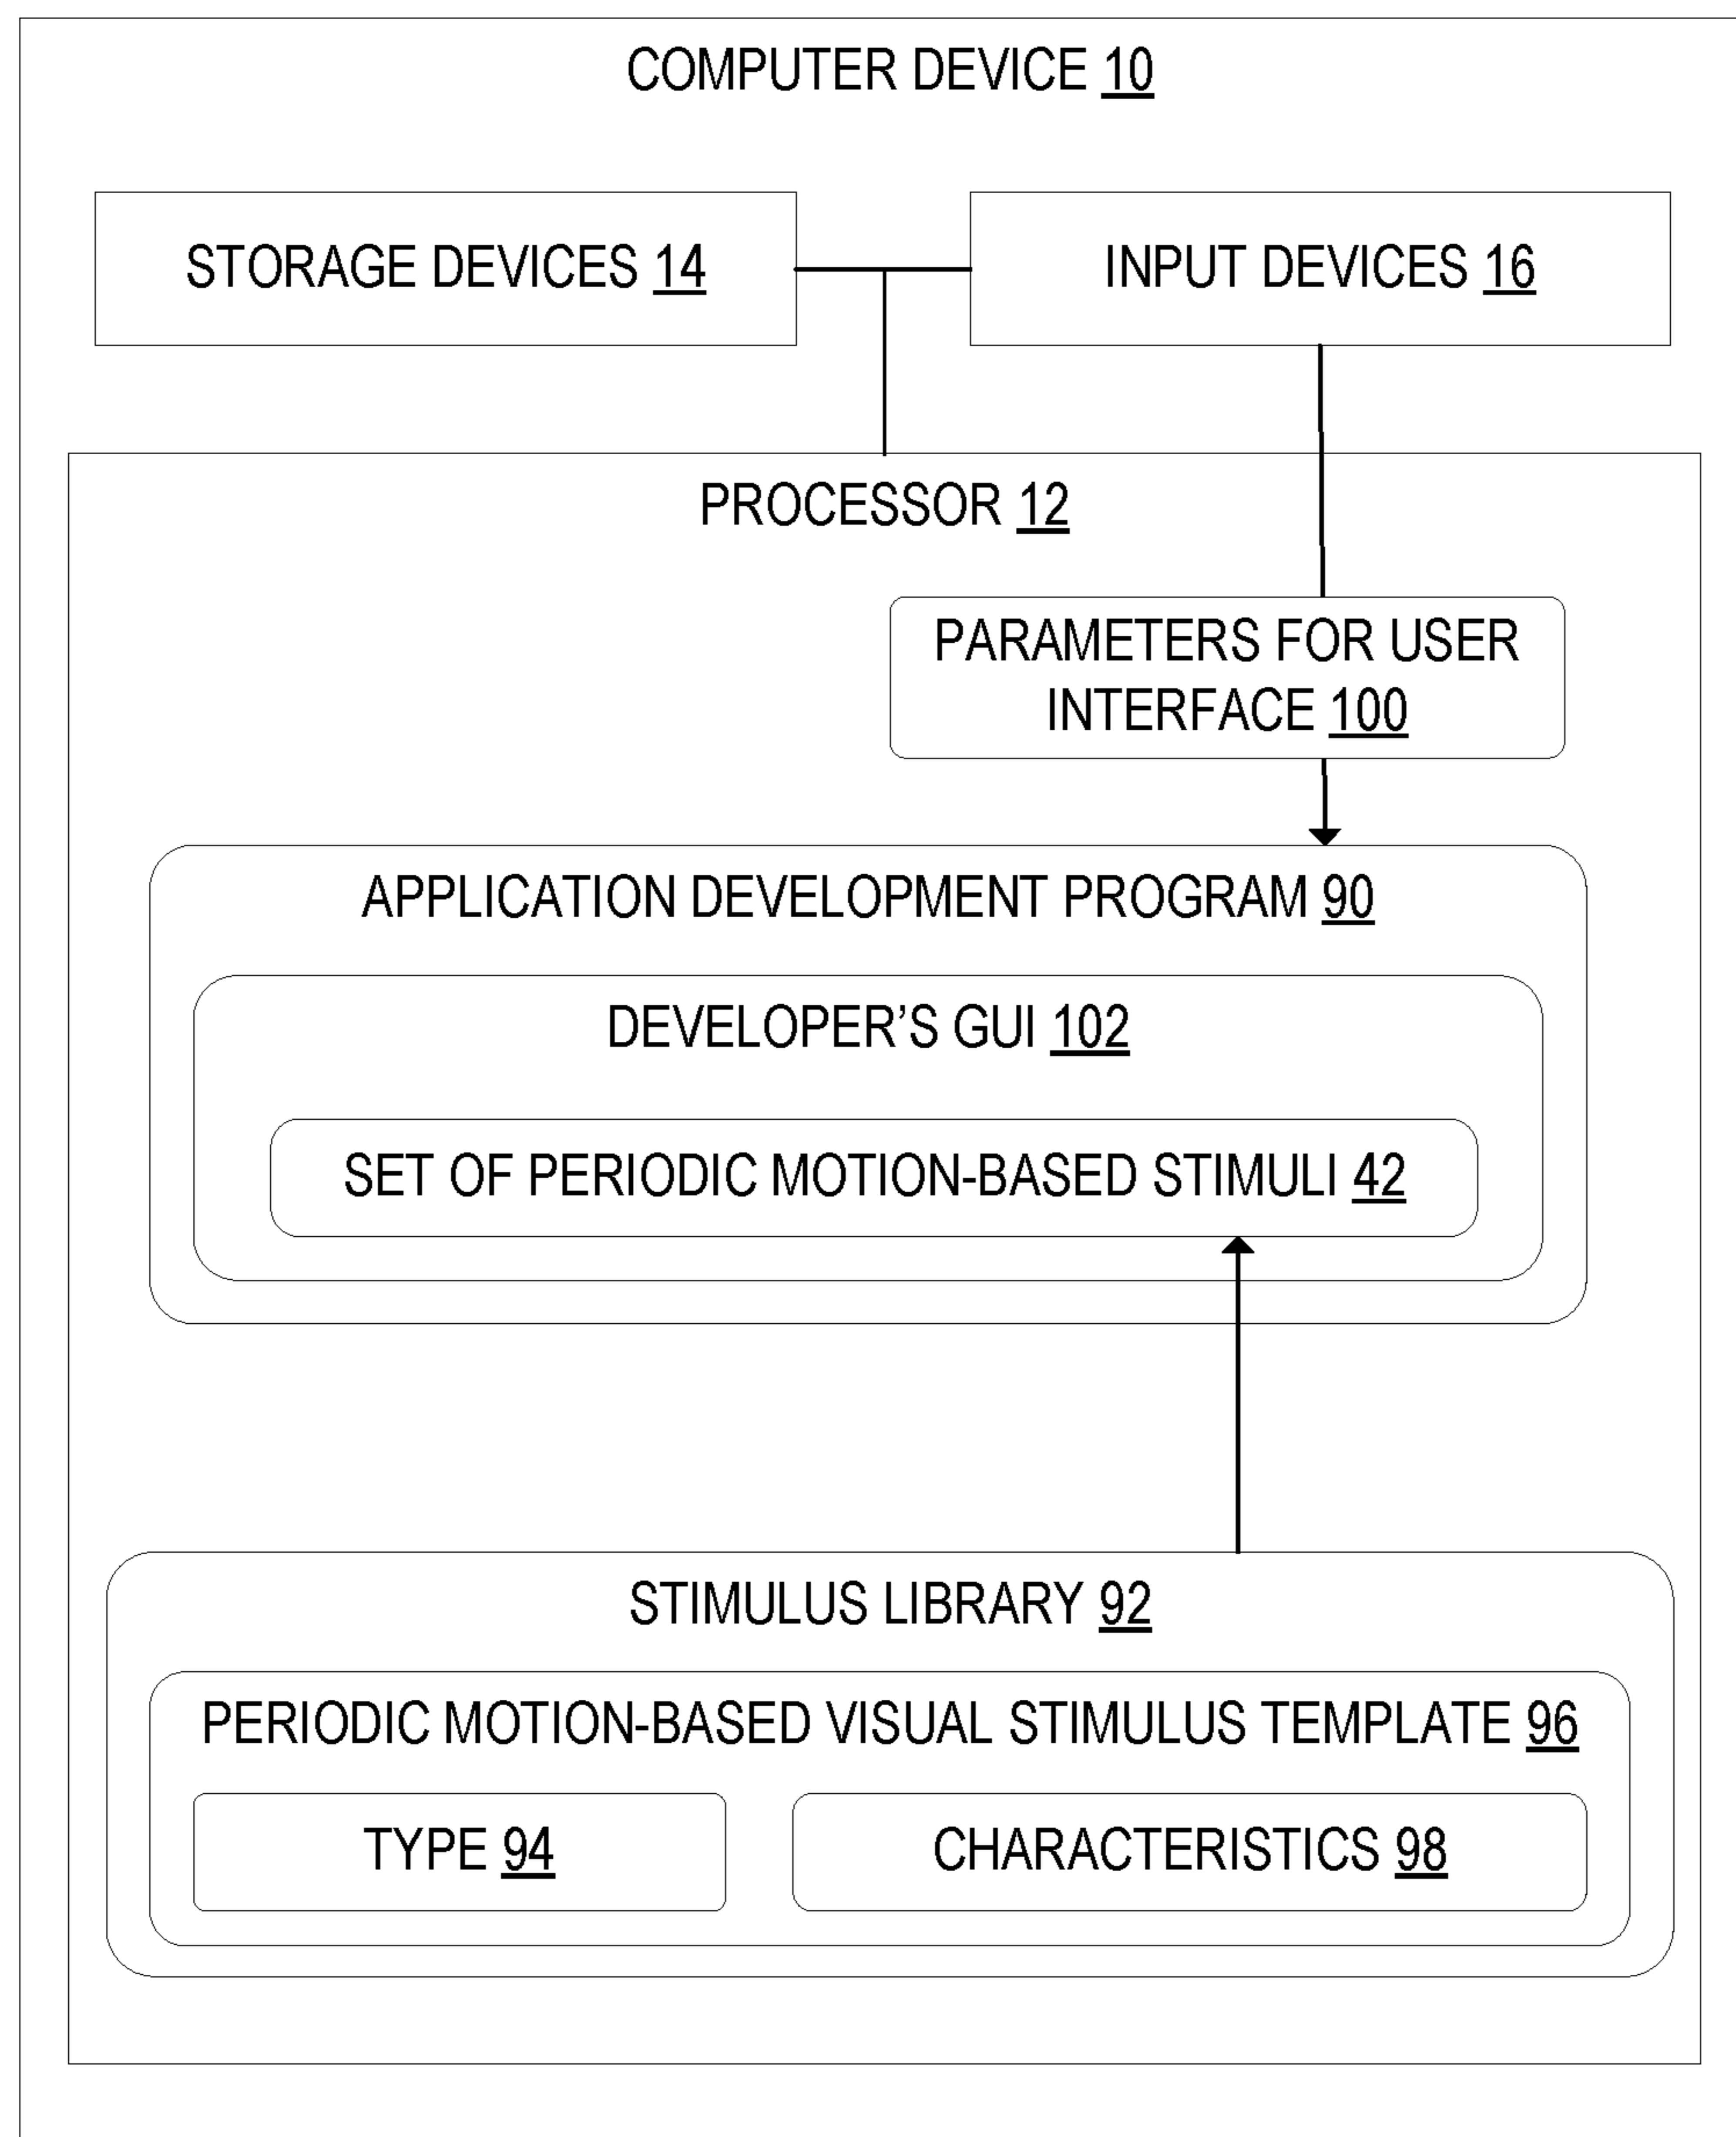 COMPUTER DEVICE 10
STORAGE DEVICES 14
INPUT DEVICES 16
PROCESSOR 12
PARAMETERS FOR USER
INTERFACE 100
APPLICATION DEVELOPMENT PROGRAM 90
DEVELOPER’S GUI 102
SET OF PERIODIC MOTION-BASED STIMULI 42
STIMULUS LIBRARY 92
PERIODIC MOTION-BASED VISUAL STIMULUS TEMPLATE 96
TYPE 94
CHARACTERISTICS 98